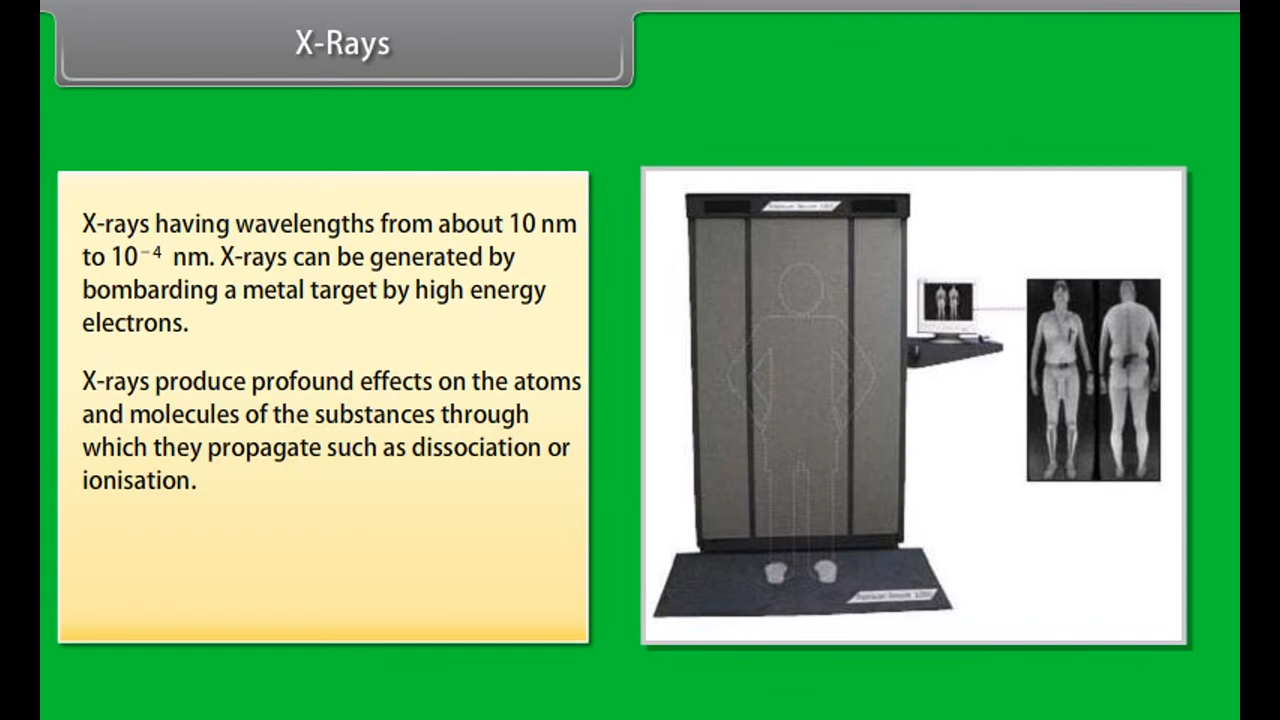 X-Rays
X-rays having wavelengths from about 10 nm
to 10⁻⁴ nm. X-rays can be generated by
bombarding a metal target by high energy
electrons.
X-rays produce profound effects on the atoms
and molecules of the substances through
which they propagate such as dissociation or
ionisation.